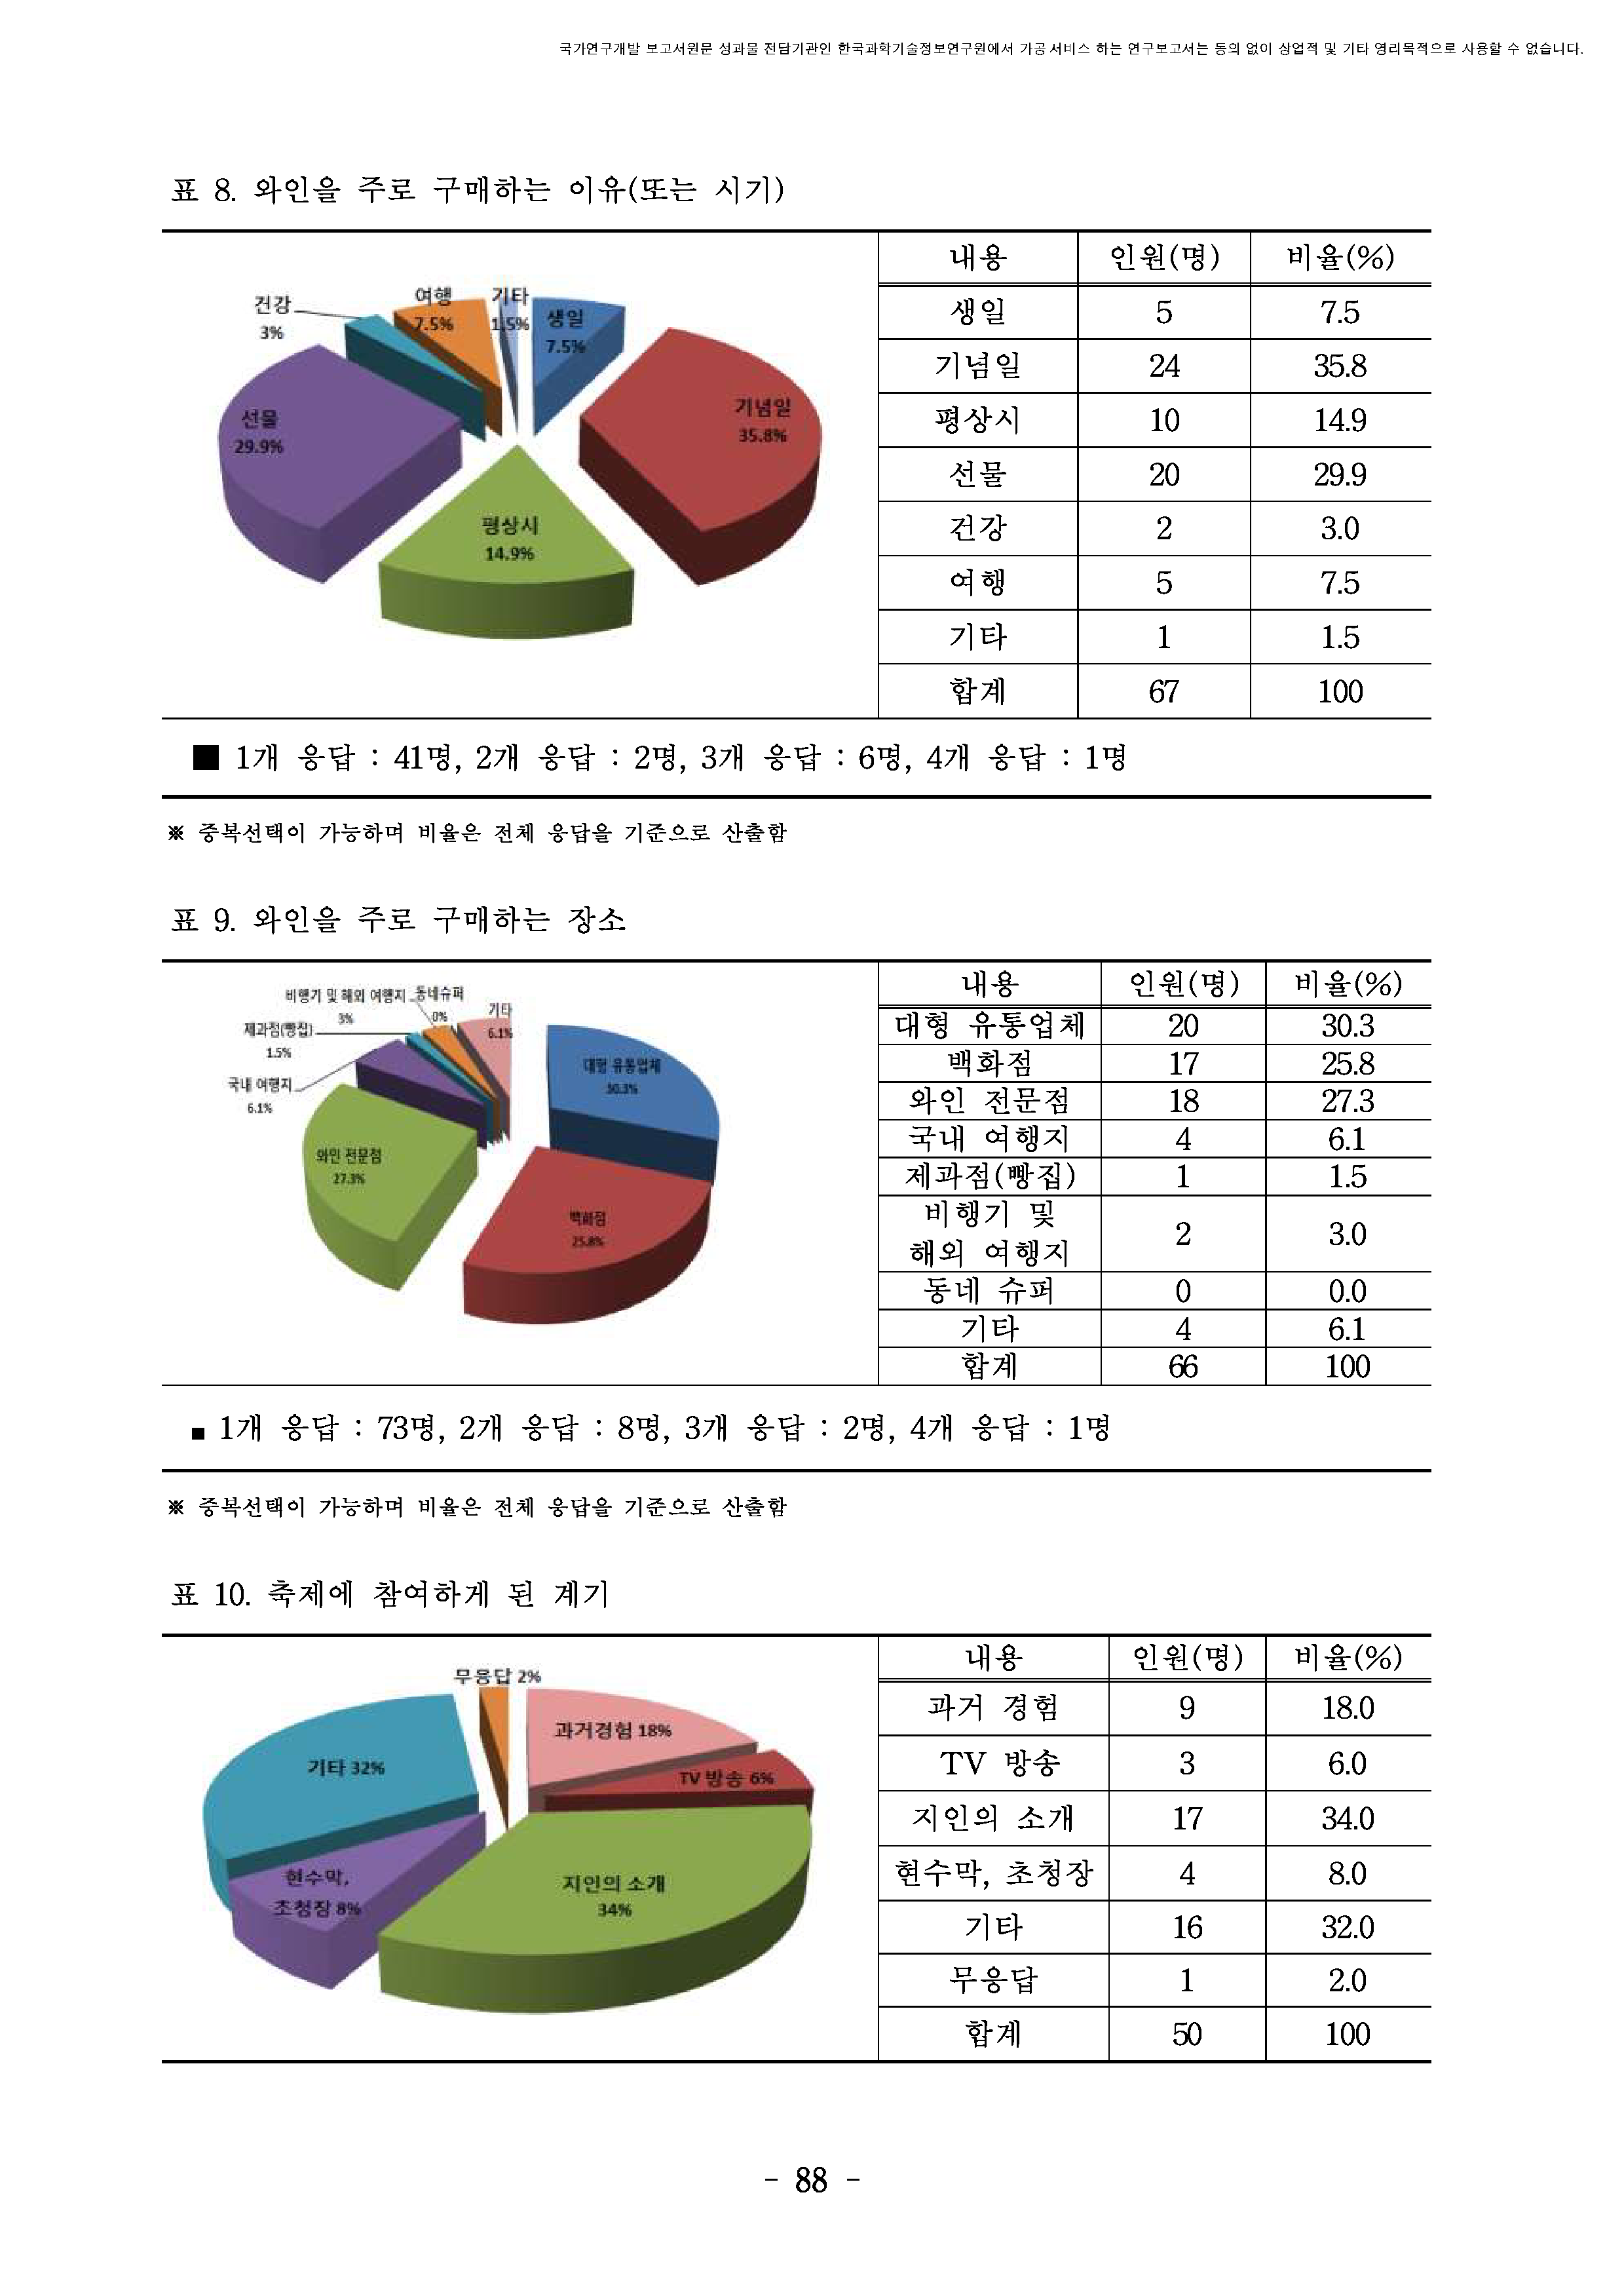 국가연구개발 보고서원문 성과물 전담기관인 한국과학기술정보연구원에서 가공·서비스 하는 연구보고서는 동의 없이 상업적 및 기타 영리목적으로 사용할 수 없습니다.
표 8. 와인을 주로 구매하는 이유(또는 시기)
건강
3%
여행
7.5%
기타
1.5%
생일
7.5%
선물
29.9%
기념일
35.8%
평상시
14.9%
내용 인원(명) 비율(%)
생일 5 7.5
기념일 24 35.8
평상시 10 14.9
선물 20 29.9
건강 2 3.0
여행 5 7.5
기타 1 1.5
합계 67 100
■ 1개 응답 : 41명, 2개 응답 : 2명, 3개 응답 : 6명, 4개 응답 : 1명
※ 중복선택이 가능하며 비율은 전체 응답을 기준으로 산출함
표 9. 와인을 주로 구매하는 장소
비행기 및 해외 여행지
3%
동네슈퍼
0%
기타
6.1%
제과점(빵집)
1.5%
국내 여행지
6.1%
대형 유통업체
30.3%
와인 전문점
27.3%
백화점
25.8%
내용 인원(명) 비율(%)
대형 유통업체 20 30.3
백화점 17 25.8
와인 전문점 18 27.3
국내 여행지 4 6.1
제과점(빵집) 1 1.5
비행기 및
해외 여행지 2 3.0
동네 슈퍼 0 0.0
기타 4 6.1
합계 66 100
■ 1개 응답 : 73명, 2개 응답 : 8명, 3개 응답 : 2명, 4개 응답 : 1명
※ 중복선택이 가능하며 비율은 전체 응답을 기준으로 산출함
표 10. 축제에 참여하게 된 계기
무응답 2%
과거경험 18%
기타 32%
TV 방송 6%
현수막,
초청장 8%
지인의 소개
34%
내용 인원(명) 비율(%)
과거 경험 9 18.0
TV 방송 3 6.0
지인의 소개 17 34.0
현수막, 초청장 4 8.0
기타 16 32.0
무응답 1 2.0
합계 50 100
- 88 -